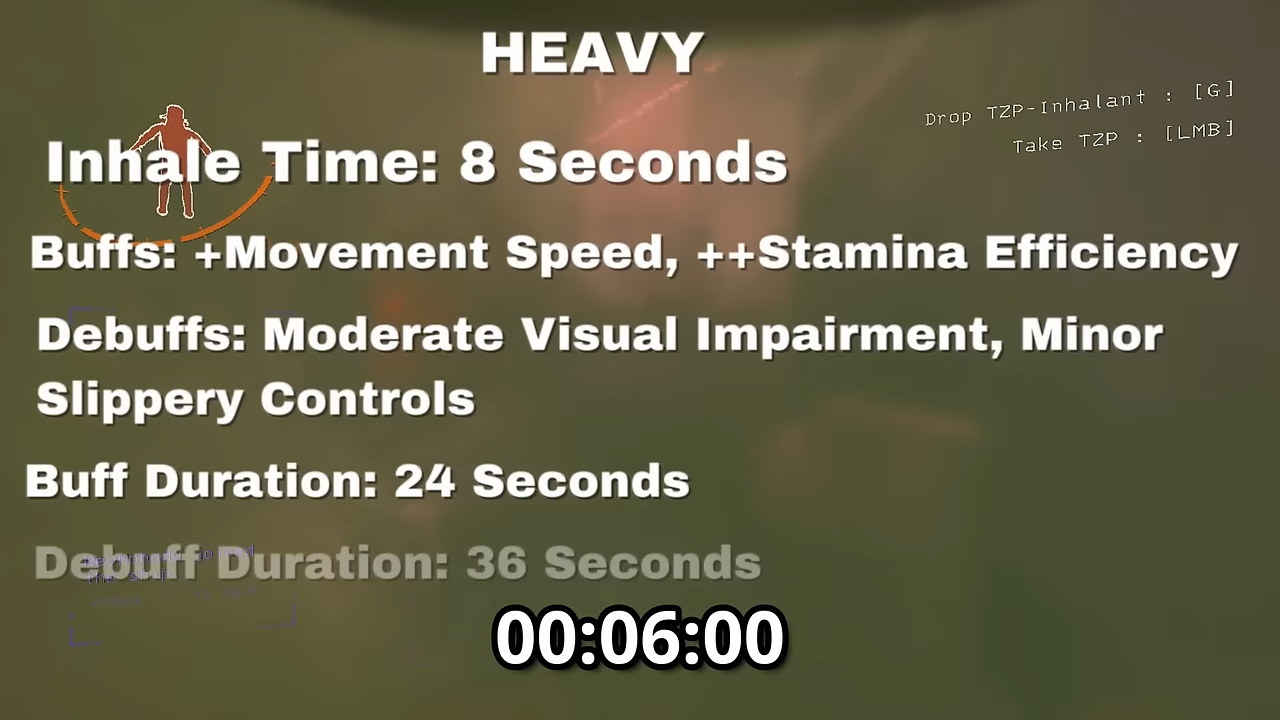 HEAVY
Drop TZP-Inhalant : [G]
Take TZP : [LMB]
Inhale Time: 8 Seconds
Buffs: +Movement Speed, ++Stamina Efficiency
Debuffs: Moderate Visual Impairment, Minor
Slippery Controls
Buff Duration: 24 Seconds
Debuff Duration: 36 Seconds
00:06:00